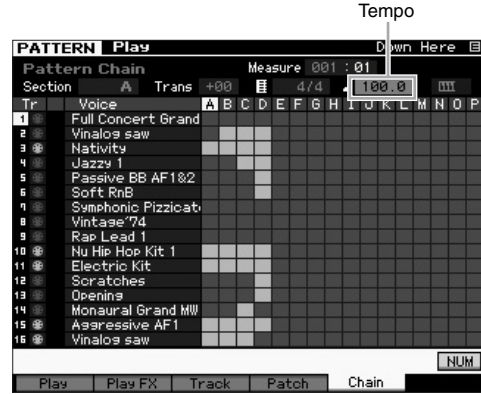 Tempo
PATTERN Play Down Here
Pattern Chain Measure 001 : 01
Section A Trans +00 4/4 100.0
Tr Voice A B C D E F G H I J K L M N O P
1 Full Concert Grand
2 Vinalog saw
3 Nativity
4 Jazzy 1
5 Passive BB AF1&2
6 Soft RnB
7 Symphonic Pizzicat
8 Vintage'74
9 Rap Lead 1
10 Nu Hip Hop Kit 1
11 Electric Kit
12 Scratches
13 Opening
14 Monaural Grand MW
15 Aggressive AF1
16 Vinalog saw
NUM
Play Play FX Track Patch Chain